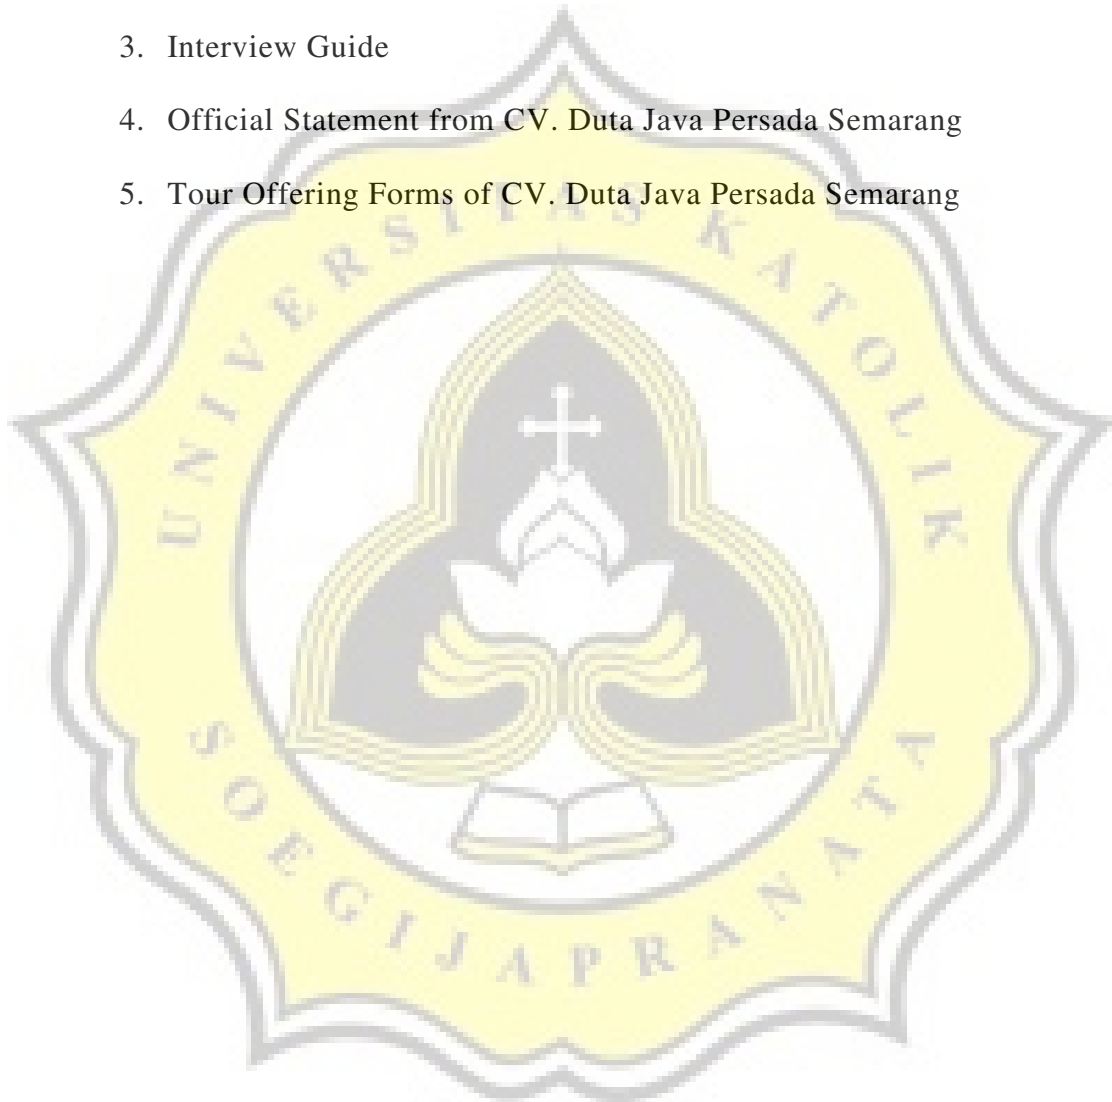 3. Interview Guide
4. Official Statement from CV. Duta Java Persada Semarang
5. Tour Offering Forms of CV. Duta Java Persada Semarang
UNIVERSITAS KATOLIK
SOEGIJAPRANATA